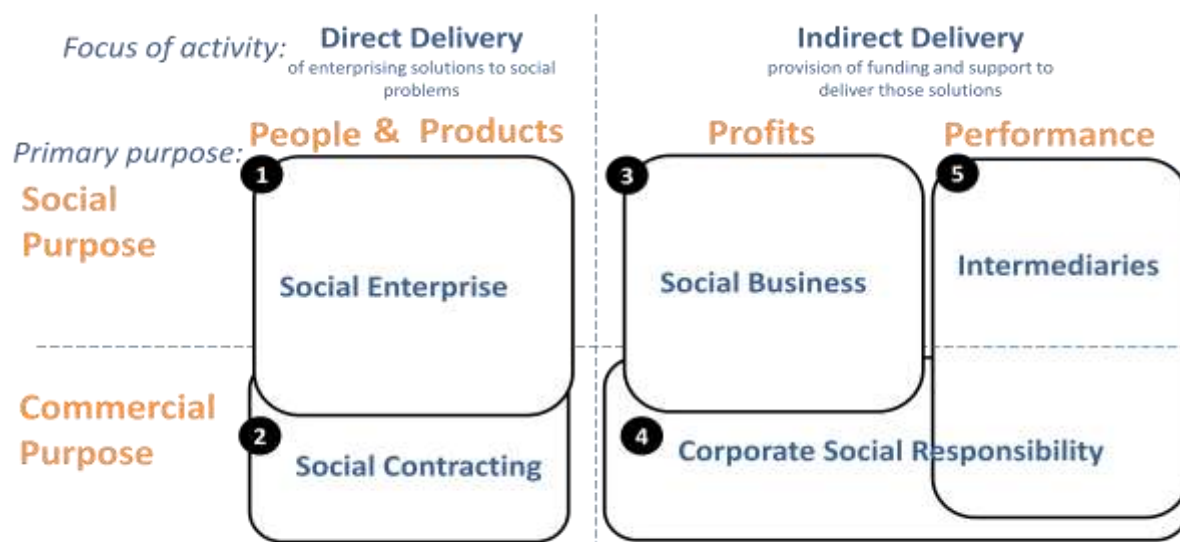 Focus of activity:
Direct Delivery
of enterprising solutions to social
problems
Indirect Delivery
provision of funding and support to
deliver those solutions
Primary purpose:
People & Products
Profits
Performance
Social
Purpose
1
Social Enterprise
3
Social Business
5
Intermediaries
Commercial
Purpose
2
Social Contracting
4
Corporate Social Responsibility